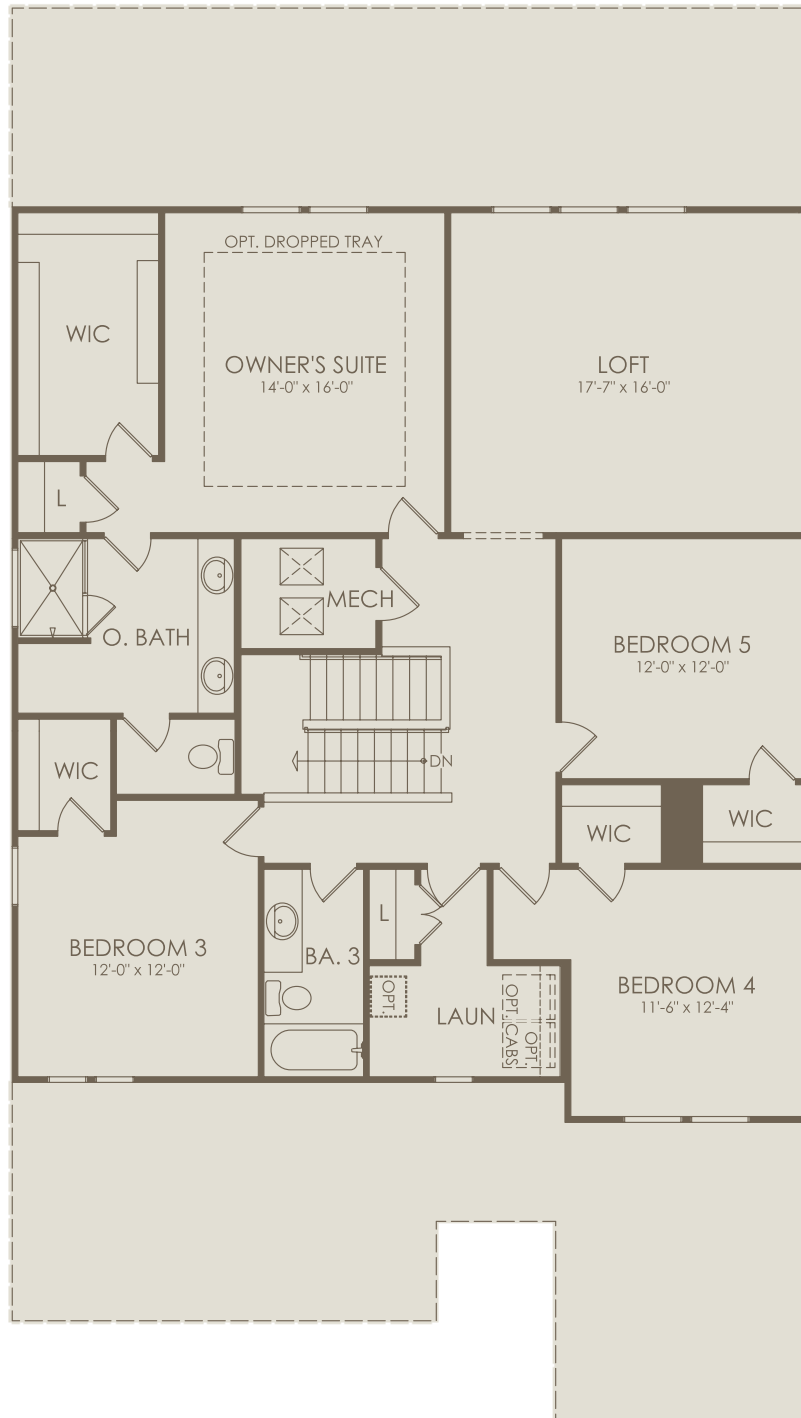 OPT. DROPPED TRAY
WIC
OWNER'S SUITE
14'-0" x 16'-0"
LOFT
17'-7" x 16'-0"
L
MECH
O. BATH
BEDROOM 5
12'-0" x 12'-0"
DN
WIC
WIC
WIC
L
BEDROOM 3
12'-0" x 12'-0"
BA. 3
BEDROOM 4
11'-6" x 12'-4"
OPT.
LAUN
OPT. CABS
OPT.